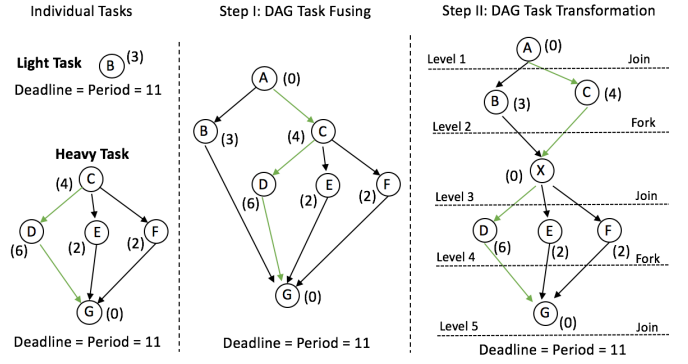 Individual Tasks
Light Task B (3)
Deadline = Period = 11
Heavy Task
(4) C
D E F
(6) (2) (2)
G (0)
Deadline = Period = 11
Step I: DAG Task Fusing
A (0)
B (3) (4) C
D E F
(6) (2) (2)
G (0)
Deadline = Period = 11
Step II: DAG Task Transformation
A (0)
Level 1 Join
B (3) C (4)
Level 2 Fork
(0) X
Level 3 Join
D E F
(6) (2) (2)
Level 4 Fork
G (0)
Level 5 Join
Deadline = Period = 11